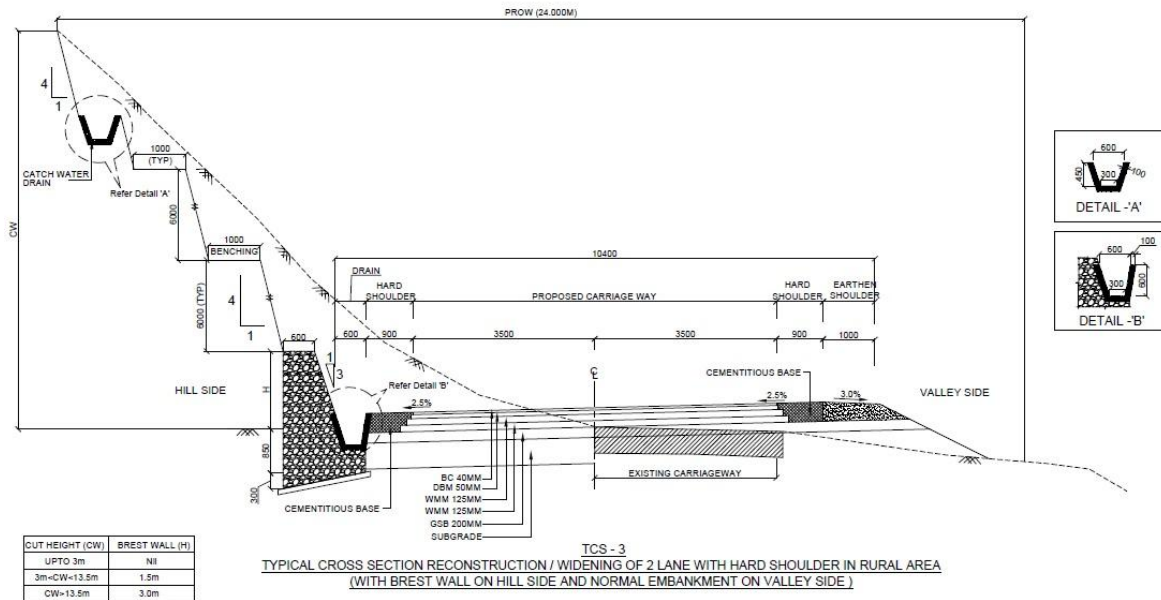 PROW (24.000M)
4
1
CATCH WATER
DRAIN
1000
(TYP)
Refer Detail 'A'
CW
6000
1000
BENCHING
6000 (TYP)
4
1
600
100
450
300
DETAIL -'A'
600
100
300
600
DETAIL -'B'
10400
DRAIN
HARD
SHOULDER
PROPOSED CARRIAGE WAY
HARD
SHOULDER
EARTHEN
SHOULDER
600
600
900
3500
3500
900
1000
1
3
H
HILL SIDE
Refer Detail 'B'
2.5%
℄
CEMENTITIOUS BASE
2.5%
3.0%
VALLEY SIDE
850
300
CEMENTITIOUS BASE
BC 40MM
DBM 50MM
WMM 125MM
WMM 125MM
GSB 200MM
SUBGRADE
EXISTING CARRIAGEWAY
CUT HEIGHT (CW) BREST WALL (H)
UPTO 3m Nil
3m<CW<13.5m 1.5m
CW>13.5m 3.0m
TCS - 3
TYPICAL CROSS SECTION RECONSTRUCTION / WIDENING OF 2 LANE WITH HARD SHOULDER IN RURAL AREA
(WITH BREST WALL ON HILL SIDE AND NORMAL EMBANKMENT ON VALLEY SIDE )